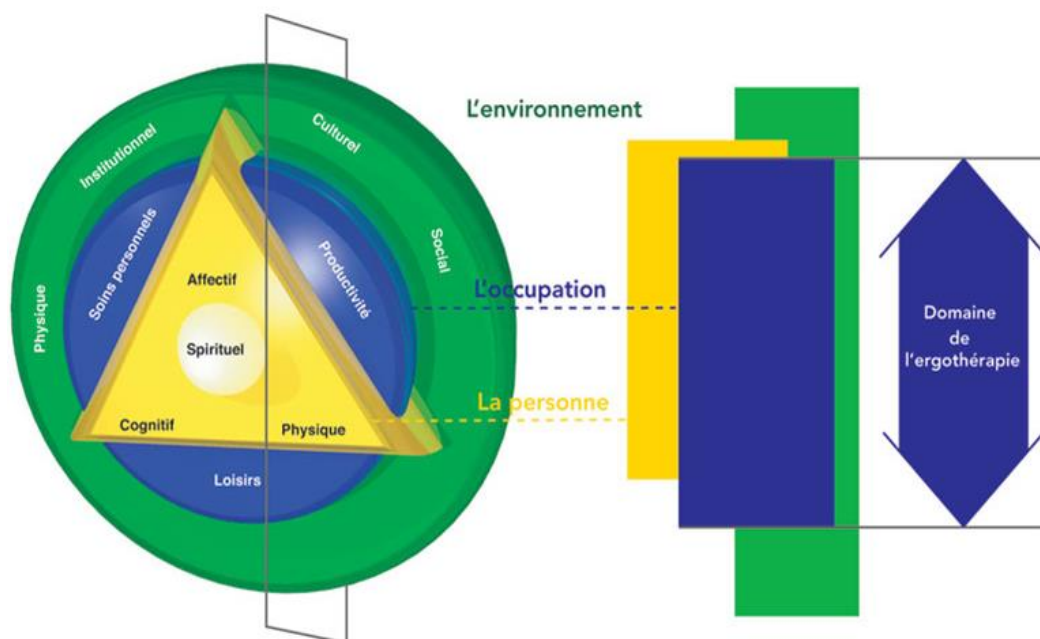 L'environnement
Institutionnel
Culturel
Physique
Soins personnels
Productivité
Social
Affectif
Spirituel
Cognitif
Physique
Loisirs
L'occupation
La personne
Domaine
de
l'ergothérapie